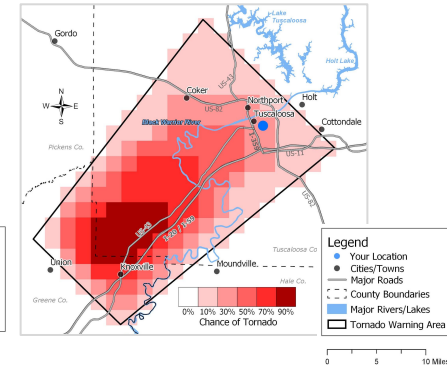 Lake
Tuscaloosa
Gordo
Holt Lake
US-43
Coker
Northport
Holt
US-82
Tuscaloosa
N
W E
S
Black Warrior River
Cottondale
I-359
US-11
Pickens Co.
US-82
US-43
I-20 / I-59
Tuscaloosa Co
Union
Knoxville
Moundville
Hale Co.
Greene Co.
0% 10% 30% 50% 70% 90%
Chance of Tornado
Legend
Your Location
Cities/Towns
Major Roads
County Boundaries
Major Rivers/Lakes
Tornado Warning Area
0 5 10 Miles